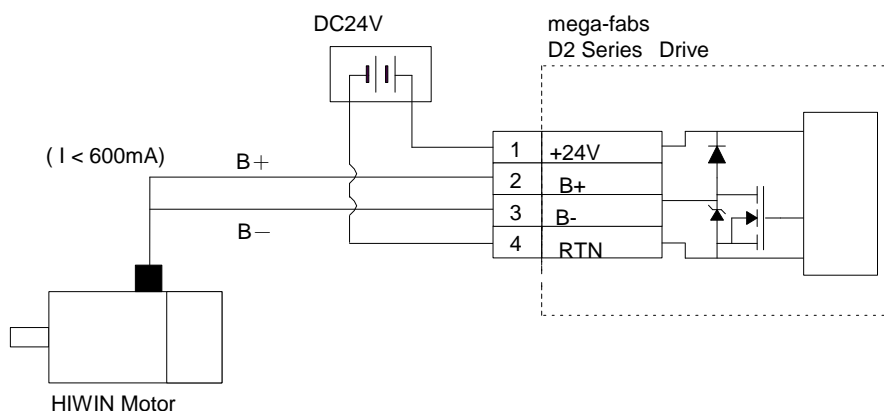 DC24V
mega-fabs
D2 Series Drive
( I < 600mA)
B+
B−
1 +24V
2 B+
3 B-
4 RTN
HIWIN Motor